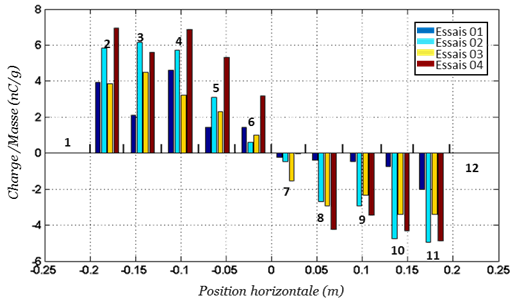 8
6
4
2
0
-2
-4
-6
Charge /Masse (nC/g)
Essais 01
Essais 02
Essais 03
Essais 04
1
2
3
4
5
6
7
8
9
10
11
12
-0.25 -0.2 -0.15 -0.1 -0.05 0 0.05 0.1 0.15 0.2 0.25
Position horizontale (m)